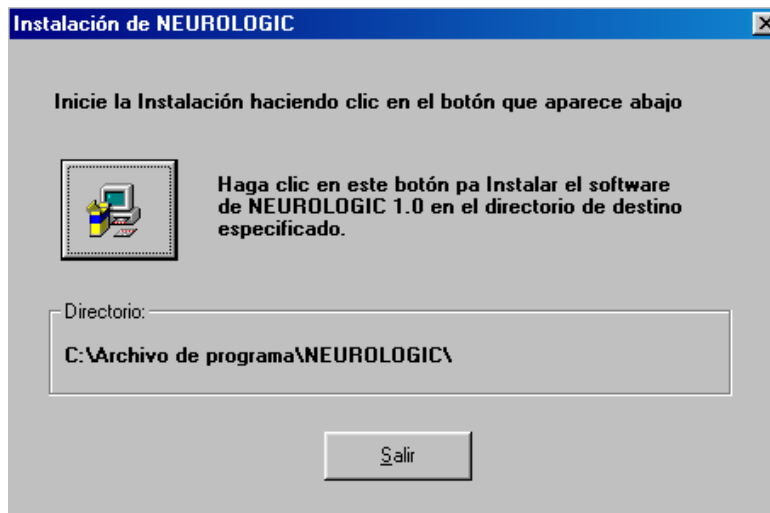 Instalación de NEUROLOGIC
Inicie la Instalación haciendo clic en el botón que aparece abajo
Haga clic en este botón pa Instalar el software
de NEUROLOGIC 1.0 en el directorio de destino
especificado.
Directorio:
C:\Archivo de programa\NEUROLOGIC\
Salir